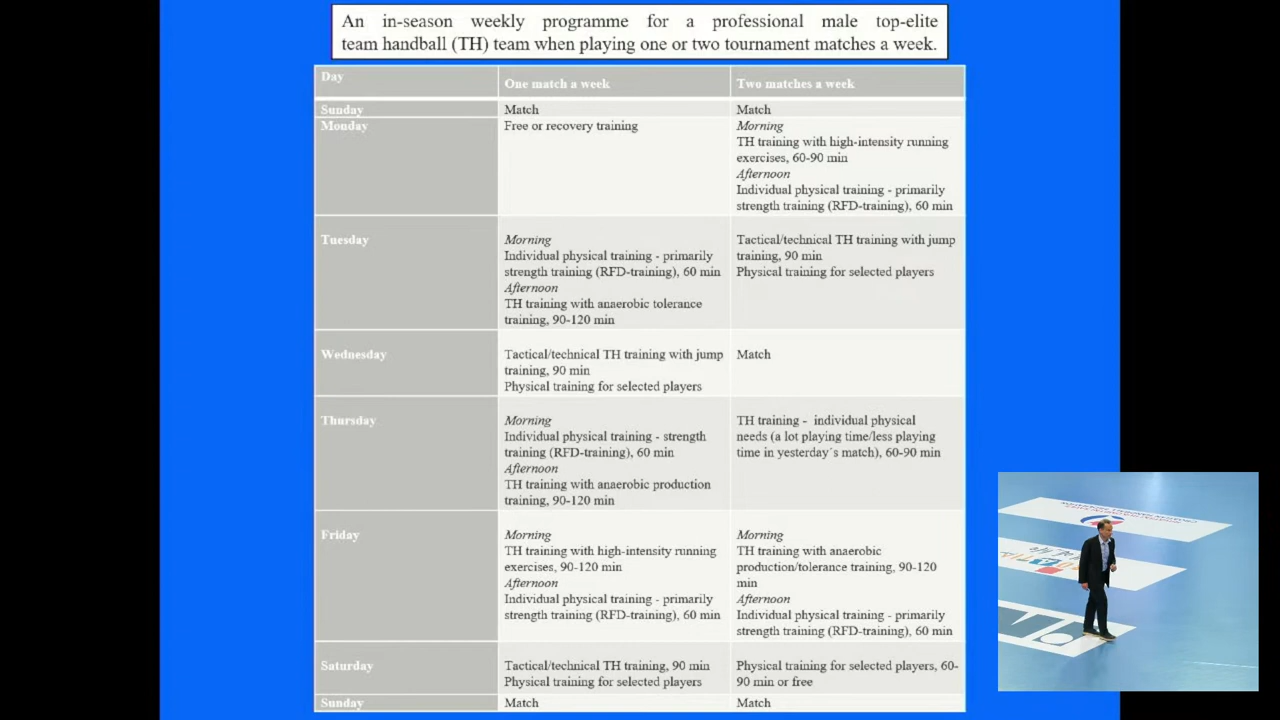 An in-season weekly programme for a professional male top-elite
team handball (TH) team when playing one or two tournament matches a week.
Day
One match a week
Two matches a week
Sunday
Match
Match
Monday
Free or recovery training
Morning
TH training with high-intensity running
exercises, 60-90 min
Afternoon
Individual physical training - primarily
strength training (RFD-training), 60 min
Tuesday
Morning
Individual physical training - primarily
strength training (RFD-training), 60 min
Afternoon
TH training with anaerobic tolerance
training, 90-120 min
Tactical/technical TH training with jump
training, 90 min
Physical training for selected players
Wednesday
Tactical/technical TH training with jump
training, 90 min
Physical training for selected players
Match
Thursday
Morning
Individual physical training - strength
training (RFD-training), 60 min
Afternoon
TH training with anaerobic production
training, 90-120 min
TH training - individual physical
needs (a lot playing time/less playing
time in yesterday´s match), 60-90 min
Friday
Morning
TH training with high-intensity running
exercises, 90-120 min
Afternoon
Individual physical training - primarily
strength training (RFD-training), 60 min
Morning
TH training with anaerobic
production/tolerance training, 90-120
min
Afternoon
Individual physical training - primarily
strength training (RFD-training), 60 min
Saturday
Tactical/technical TH training, 90 min
Physical training for selected players
Physical training for selected players, 60-
90 min or free
Sunday
Match
Match